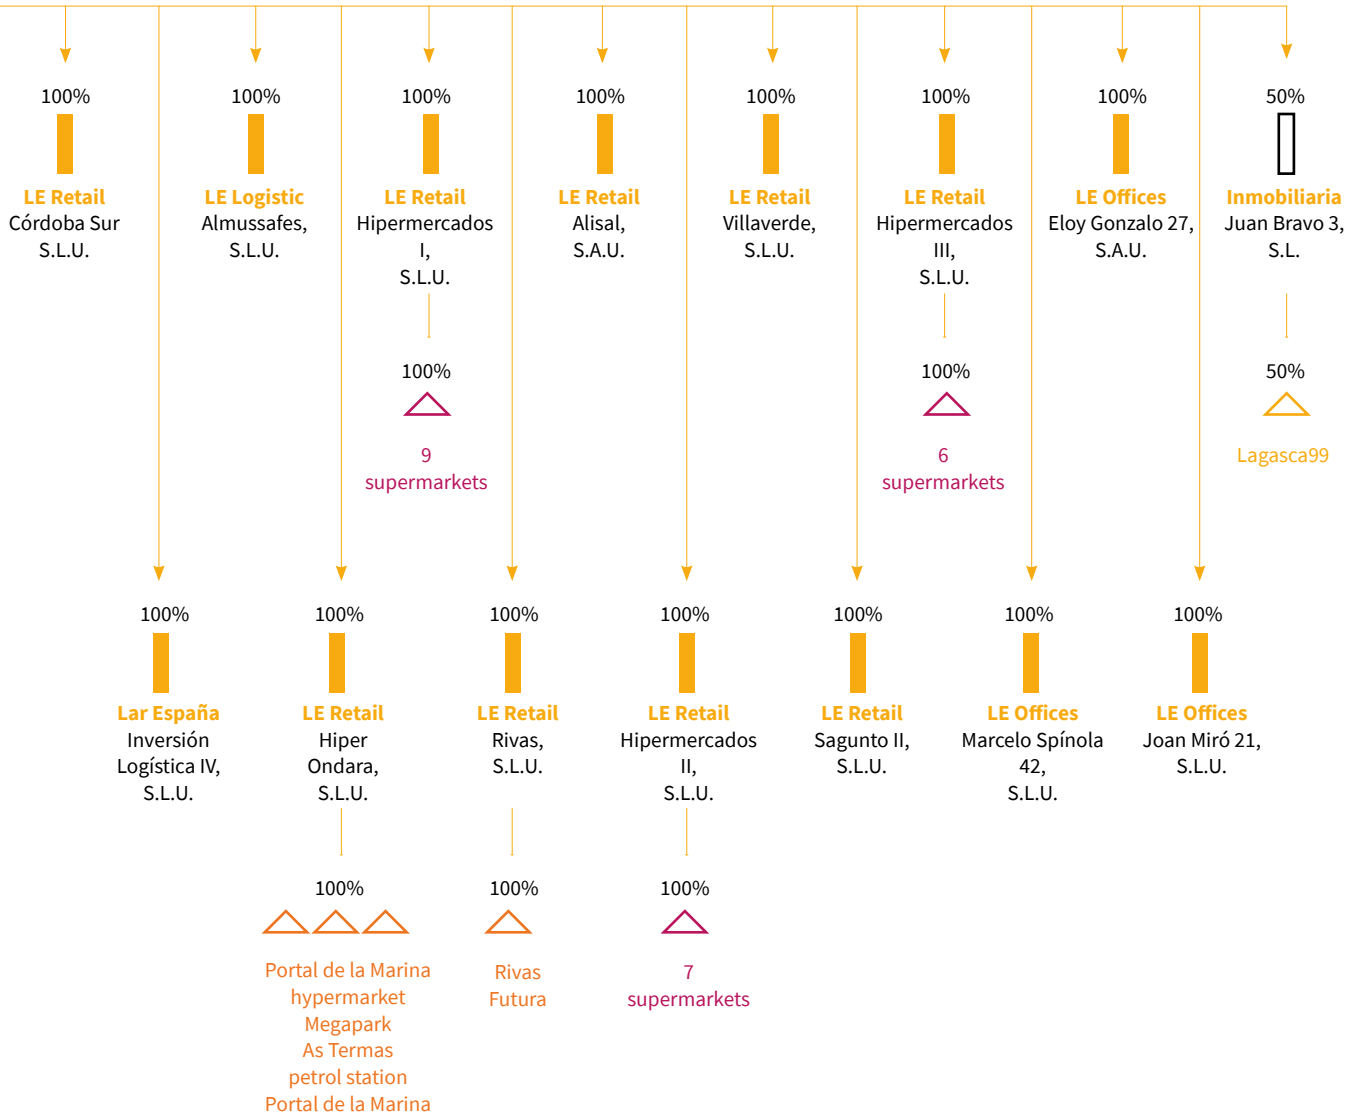 100%
LE Retail
Córdoba Sur
S.L.U.
100%
LE Logistic
Almussafes,
S.L.U.
100%
LE Retail
Hipermercados
I,
S.L.U.
100%
9
supermarkets
100%
LE Retail
Alisal,
S.A.U.
100%
LE Retail
Villaverde,
S.L.U.
100%
LE Retail
Hipermercados
III,
S.L.U.
100%
6
supermarkets
100%
LE Offices
Eloy Gonzalo 27,
S.A.U.
50%
Inmobiliaria
Juan Bravo 3,
S.L.
50%
Lagasca99
100%
Lar España
Inversión
Logística IV,
S.L.U.
100%
LE Retail
Hiper
Ondara,
S.L.U.
100%
Portal de la Marina
hypermarket
Megapark
As Termas
petrol station
Portal de la Marina
100%
LE Retail
Rivas,
S.L.U.
100%
Rivas
Futura
100%
LE Retail
Hipermercados
II,
S.L.U.
100%
7
supermarkets
100%
LE Retail
Sagunto II,
S.L.U.
100%
LE Offices
Marcelo Spínola
42,
S.L.U.
100%
LE Offices
Joan Miró 21,
S.L.U.